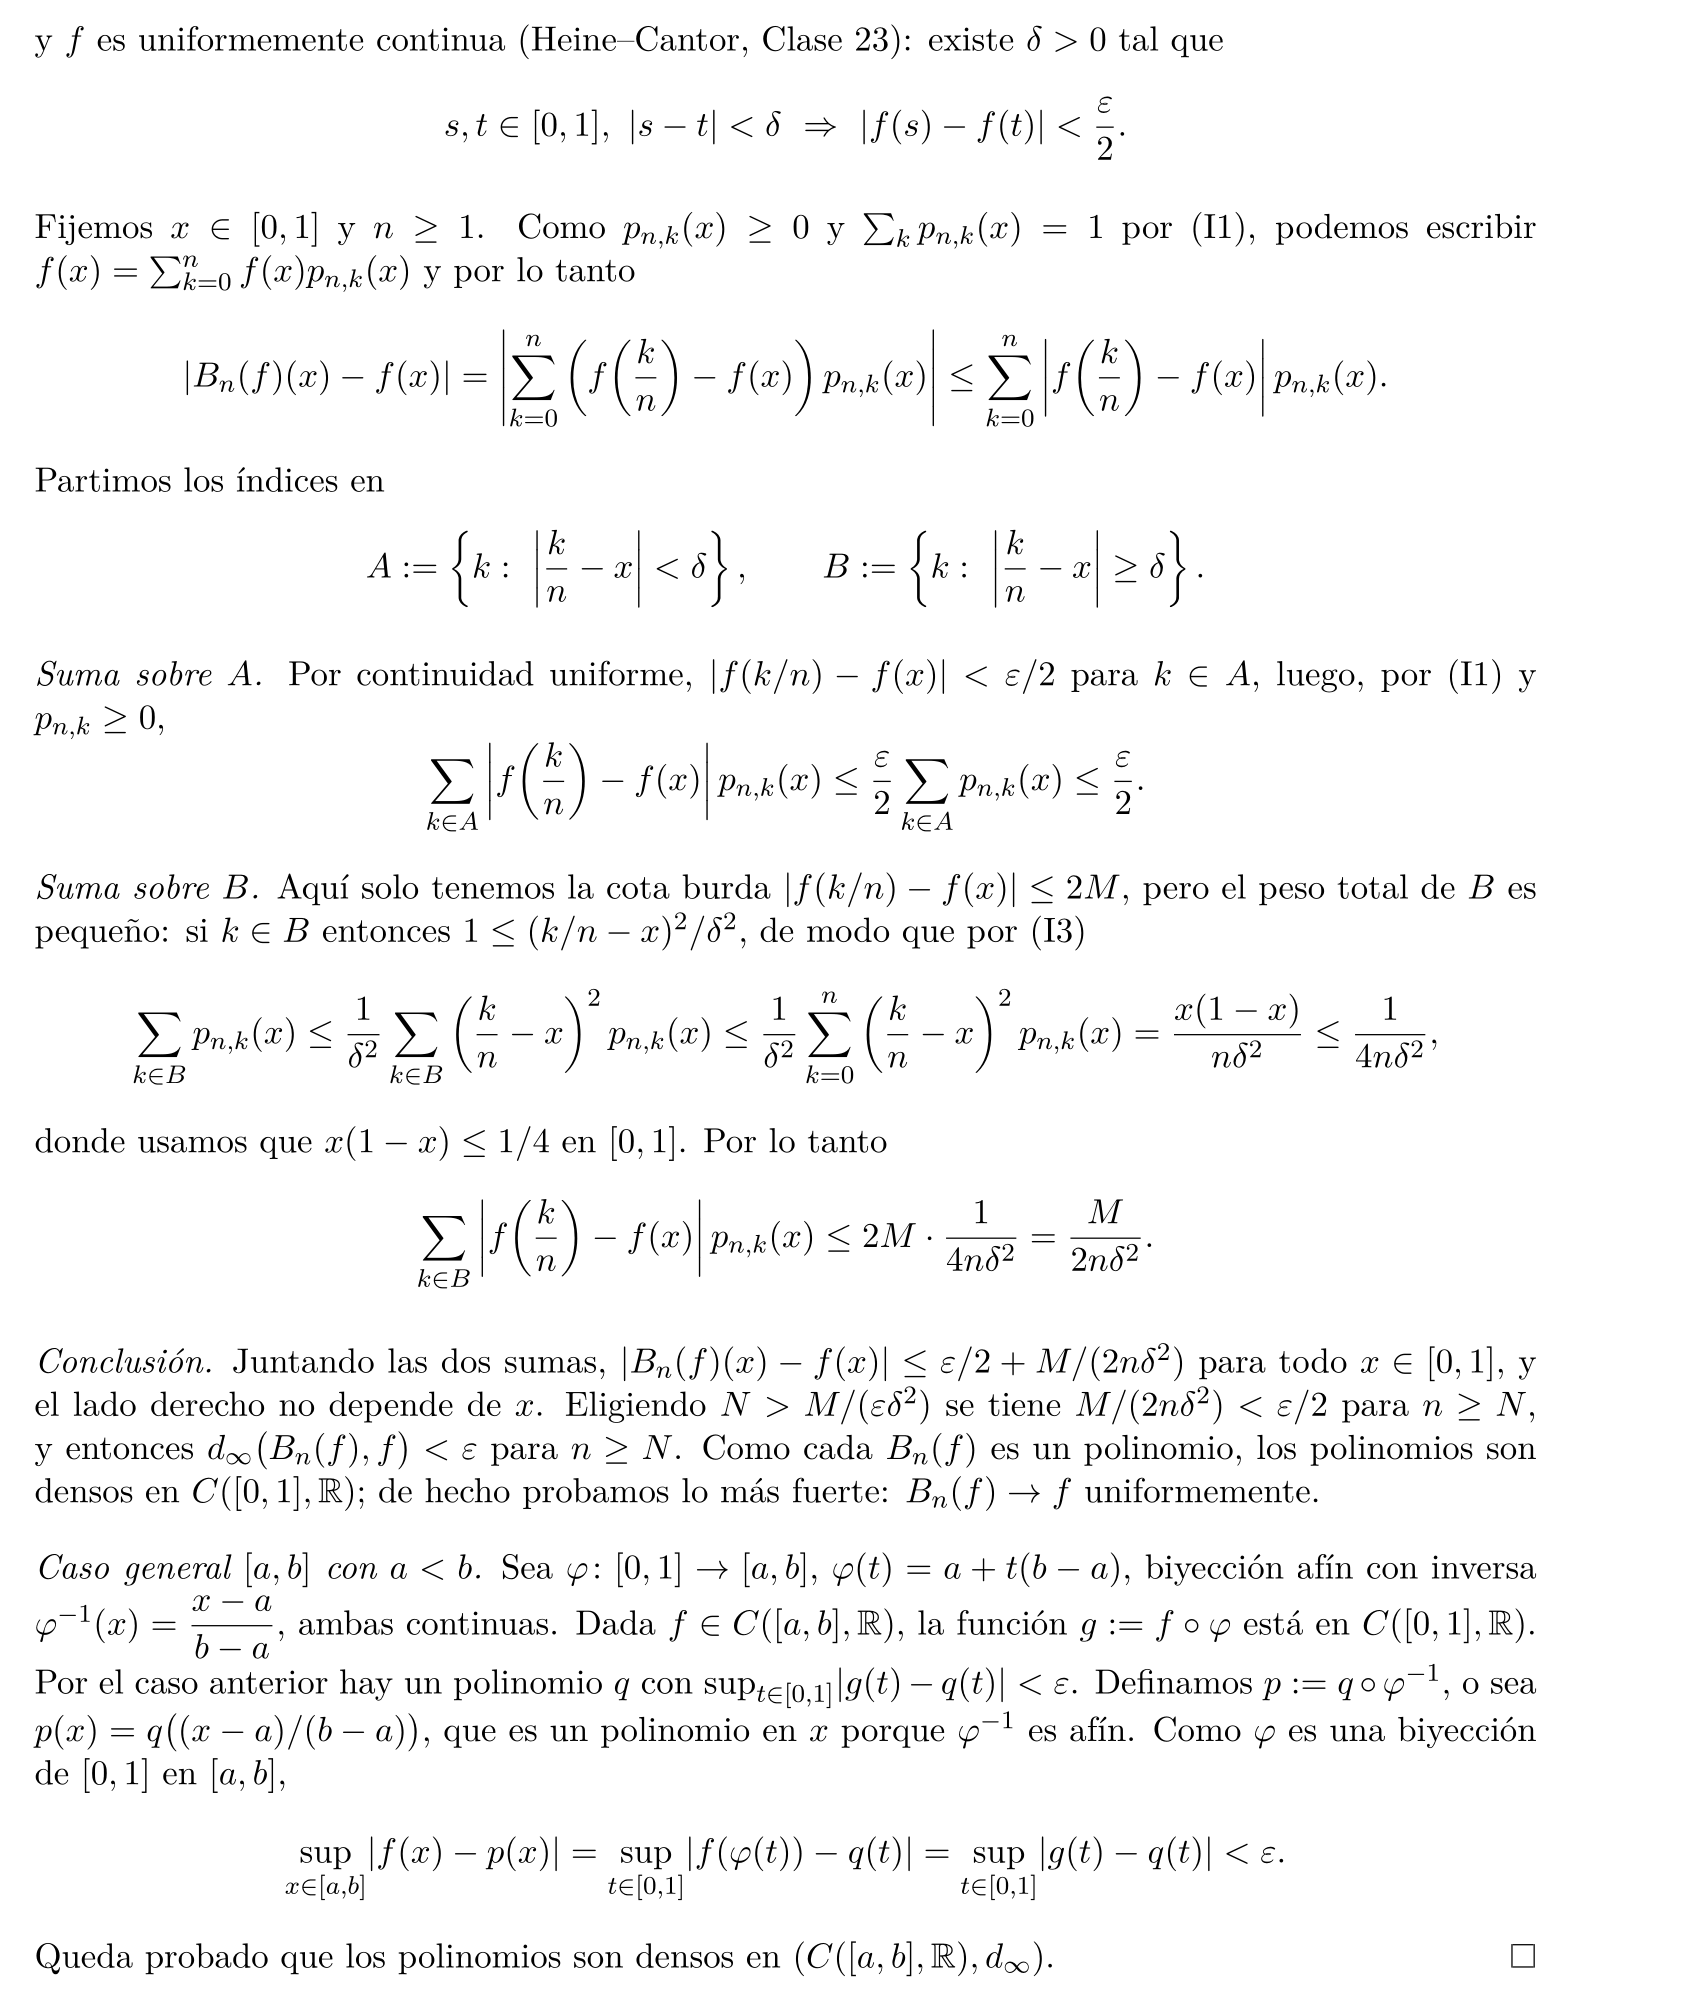 y f es uniformemente continua (Heine–Cantor, Clase 23): existe δ > 0 tal que
s, t ∈ [0, 1], |s − t| < δ ⇒ |f(s) − f(t)| < ε/2.
Fijemos x ∈ [0, 1] y n ≥ 1. Como p_{n,k}(x) ≥ 0 y ∑_k p_{n,k}(x) = 1 por (I1), podemos escribir
f(x) = ∑_{k=0}^{n} f(x)p_{n,k}(x) y por lo tanto
|B_n(f)(x) − f(x)| = |∑_{k=0}^{n} (f(k/n) − f(x)) p_{n,k}(x)| ≤ ∑_{k=0}^{n} |f(k/n) − f(x)| p_{n,k}(x).
Partimos los índices en
A := {k : |k/n − x| < δ}, B := {k : |k/n − x| ≥ δ}.
Suma sobre A. Por continuidad uniforme, |f(k/n) − f(x)| < ε/2 para k ∈ A, luego, por (I1) y
p_{n,k} ≥ 0,
∑_{k∈A} |f(k/n) − f(x)| p_{n,k}(x) ≤ ε/2 ∑_{k∈A} p_{n,k}(x) ≤ ε/2.
Suma sobre B. Aquí solo tenemos la cota burda |f(k/n) − f(x)| ≤ 2M, pero el peso total de B es
pequeño: si k ∈ B entonces 1 ≤ (k/n − x)²/δ², de modo que por (I3)
∑_{k∈B} p_{n,k}(x) ≤ 1/δ² ∑_{k∈B} (k/n − x)² p_{n,k}(x) ≤ 1/δ² ∑_{k=0}^{n} (k/n − x)² p_{n,k}(x) = x(1 − x)/(nδ²) ≤ 1/(4nδ²),
donde usamos que x(1 − x) ≤ 1/4 en [0, 1]. Por lo tanto
∑_{k∈B} |f(k/n) − f(x)| p_{n,k}(x) ≤ 2M · 1/(4nδ²) = M/(2nδ²).
Conclusión. Juntando las dos sumas, |B_n(f)(x) − f(x)| ≤ ε/2 + M/(2nδ²) para todo x ∈ [0, 1], y
el lado derecho no depende de x. Eligiendo N > M/(εδ²) se tiene M/(2nδ²) < ε/2 para n ≥ N,
y entonces d_∞(B_n(f), f) < ε para n ≥ N. Como cada B_n(f) es un polinomio, los polinomios son
densos en C([0, 1], ℝ); de hecho probamos lo más fuerte: B_n(f) → f uniformemente.
Caso general [a, b] con a < b. Sea φ: [0, 1] → [a, b], φ(t) = a + t(b − a), biyección afín con inversa
φ⁻¹(x) = (x − a)/(b − a), ambas continuas. Dada f ∈ C([a, b], ℝ), la función g := f ∘ φ está en C([0, 1], ℝ).
Por el caso anterior hay un polinomio q con sup_{t∈[0,1]}|g(t) − q(t)| < ε. Definamos p := q ∘ φ⁻¹, o sea
p(x) = q((x − a)/(b − a)), que es un polinomio en x porque φ⁻¹ es afín. Como φ es una biyección
de [0, 1] en [a, b],
sup_{x∈[a,b]} |f(x) − p(x)| = sup_{t∈[0,1]} |f(φ(t)) − q(t)| = sup_{t∈[0,1]} |g(t) − q(t)| < ε.
Queda probado que los polinomios son densos en (C([a, b], ℝ), d_∞). □